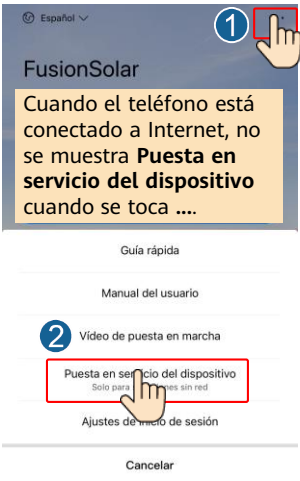 Español
1
FusionSolar
Cuando el teléfono está
conectado a Internet, no
se muestra Puesta en
servicio del dispositivo
cuando se toca ....
Guía rápida
Manual del usuario
2
Vídeo de puesta en marcha
Puesta en servicio del dispositivo
Solo para sin red
Ajustes de inicio de sesión
Cancelar